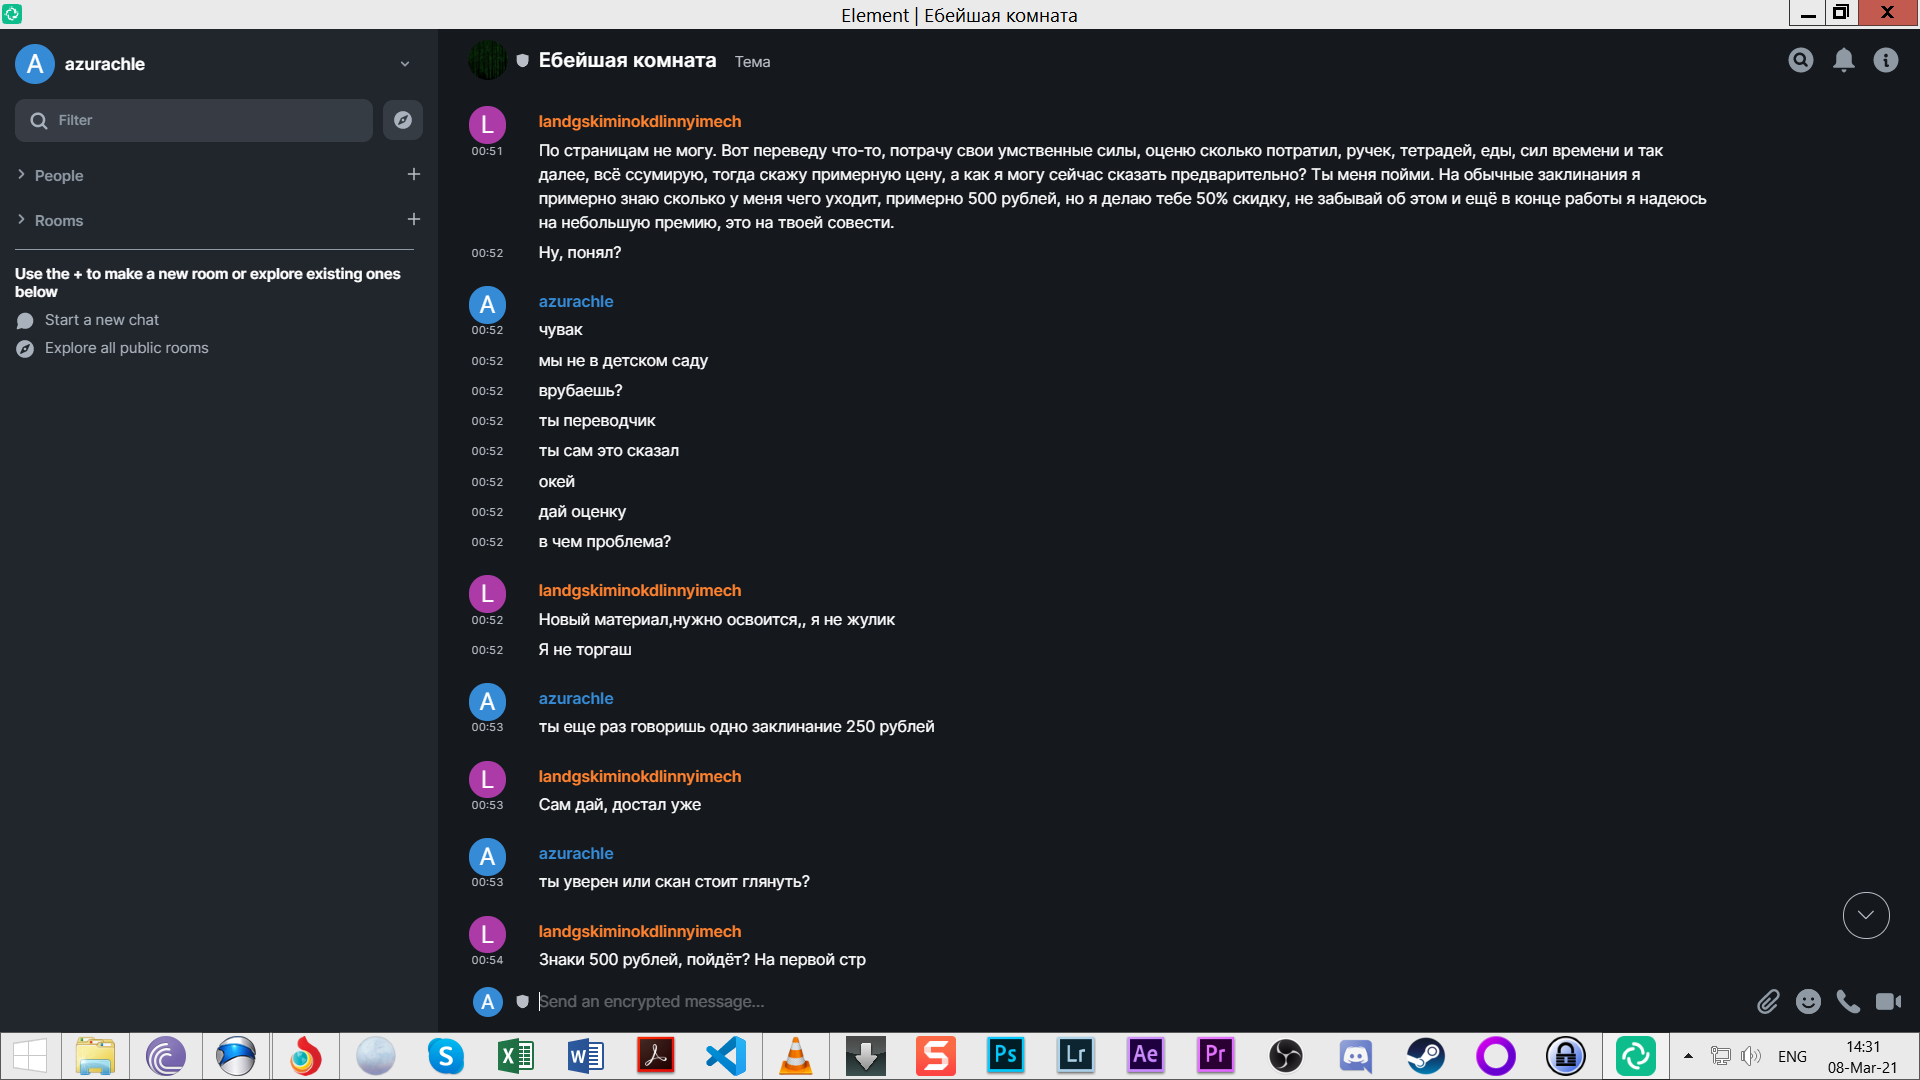 Element | Ебейшая комната
A
azurachle
Filter
People
Rooms
Use the + to make a new room or explore existing ones
below
Start a new chat
Explore all public rooms
Ебейшая комната Тема
L
landgskiminokdlinnyimech
00:51 По страницам не могу. Вот переведу что-то, потрачу свои умственные силы, оценю сколько потратил, ручек, тетрадей, еды, сил времени и так
далее, всё ссумирую, тогда скажу примерную цену, а как я могу сейчас сказать предварительно? Ты меня пойми. На обычные заклинания я
примерно знаю сколько у меня чего уходит, примерно 500 рублей, но я делаю тебе 50% скидку, не забывай об этом и ещё в конце работы я надеюсь
на небольшую премию, это на твоей совести.
00:52 Ну, понял?
A
azurachle
00:52 чувак
00:52 мы не в детском саду
00:52 врубаешь?
00:52 ты переводчик
00:52 ты сам это сказал
00:52 окей
00:52 дай оценку
00:52 в чем проблема?
L
landgskiminokdlinnyimech
00:52 Новый материал,нужно освоится,, я не жулик
00:52 Я не торгаш
A
azurachle
00:53 ты еще раз говоришь одно заклинание 250 рублей
L
landgskiminokdlinnyimech
00:53 Сам дай, достал уже
A
azurachle
00:53 ты уверен или скан стоит глянуть?
L
landgskiminokdlinnyimech
00:54 Знаки 500 рублей, пойдёт? На первой стр
A
Send an encrypted message...
S
X
W
S
Ps
Lr
Ae
Pr
ENG
14:31
08-Mar-21